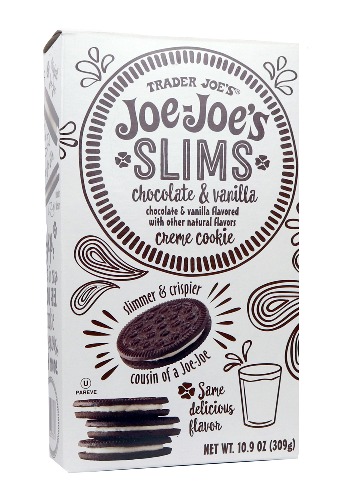 TRADER JOE'S
JOE-JOE'S
SLIMS
chocolate & vanilla
chocolate & vanilla flavored
with other natural flavors
creme cookie
slimmer & crispier
cousin of a Joe-Joe
U
PAREVE
Same
delicious
flavor
NET WT. 10.9 OZ (309g)